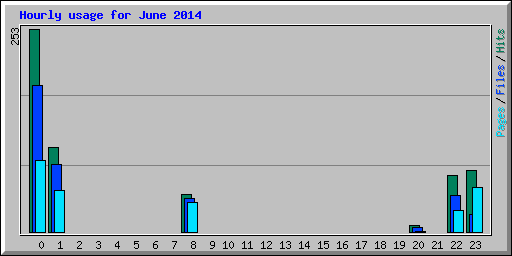 Hourly usage for June 2014
253
Pages/Files/Hits
0 1 2 3 4 5 6 7 8 9 10 11 12 13 14 15 16 17 18 19 20 21 22 23